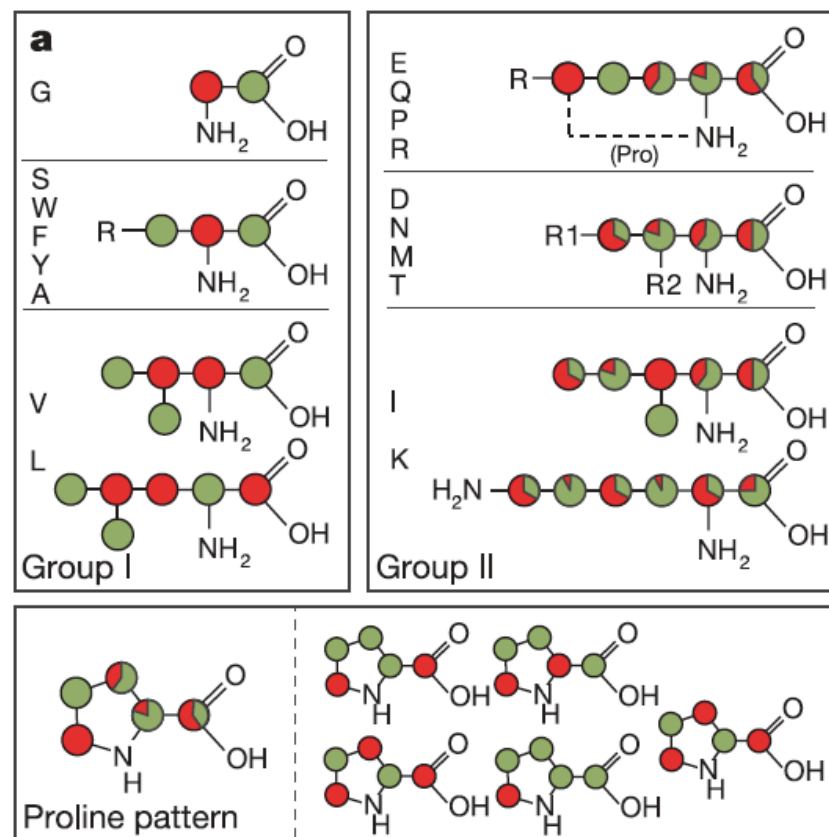 a
G
O
NH2
OH
S
W
F
Y
A
R
O
NH2
OH
V
O
NH2
OH
L
O
NH2
OH
Group I
E
Q
P
R
R
O
NH2
OH
(Pro)
D
N
M
T
R1
R2
O
NH2
OH
I
O
NH2
OH
K
H2N
O
NH2
OH
Group II
O
OH
N
H
Proline pattern
O
OH
N
H
O
OH
N
H
O
OH
N
H
O
OH
N
H
O
OH
N
H